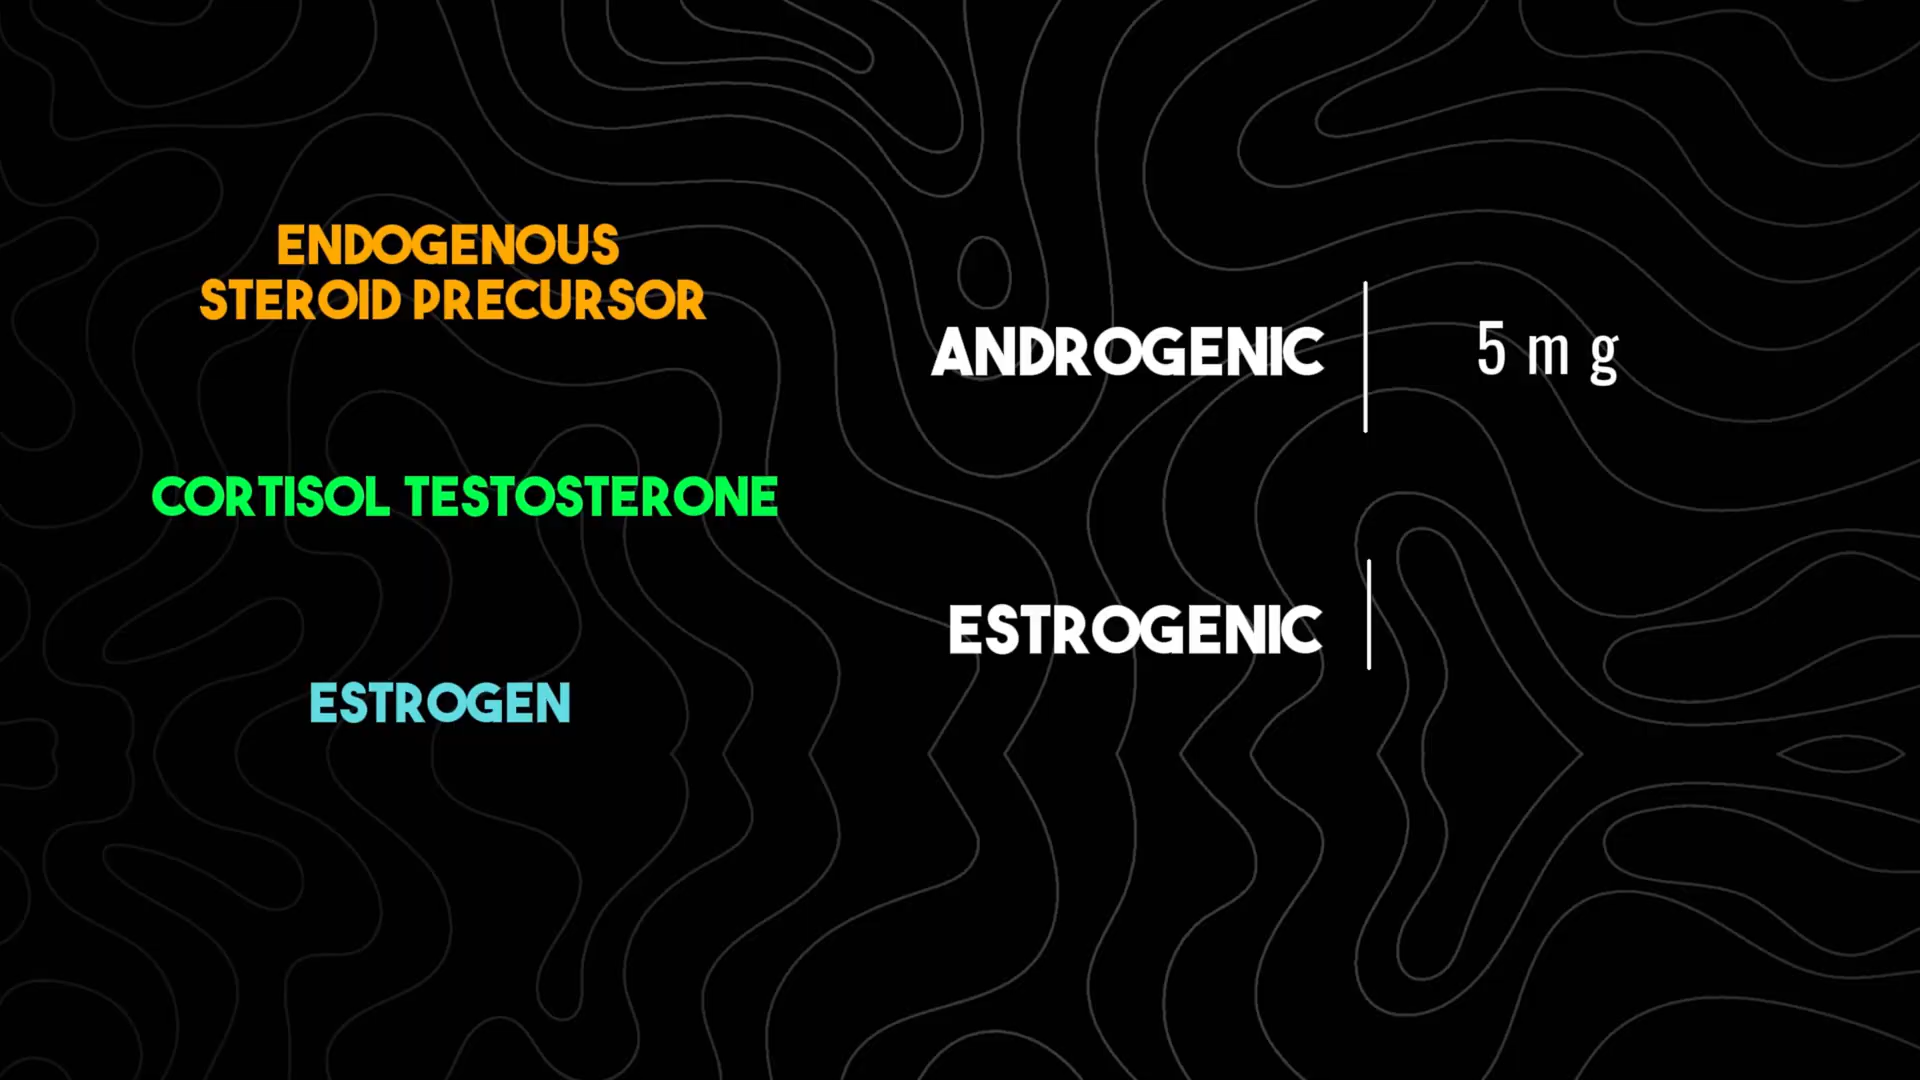 ENDOGENOUS
STEROID PRECURSOR
CORTISOL TESTOSTERONE
ESTROGEN
ANDROGENIC
5 mg
ESTROGENIC